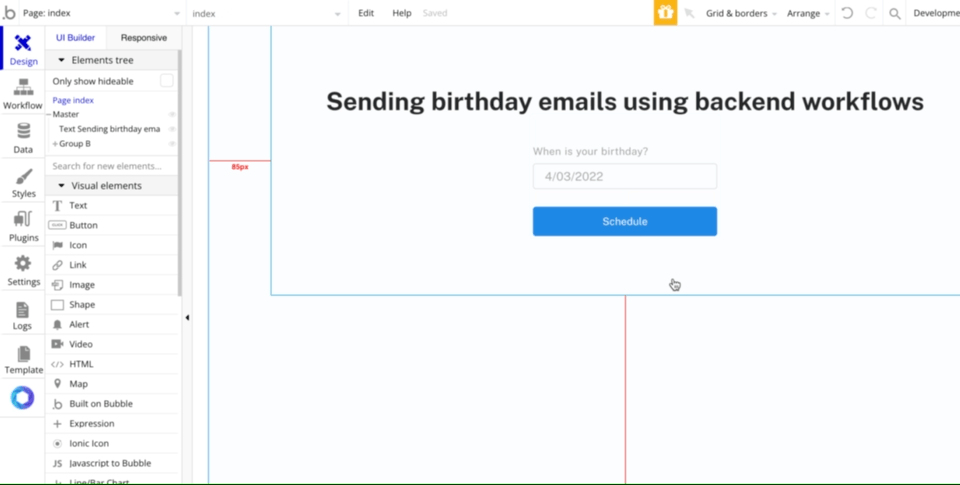 Page: index
index
Edit
Help
Saved
Grid & borders
Arrange
Developme
UI Builder
Responsive
Design
Elements tree
Only show hideable
Page index
Master
Text Sending birthday ema
Group B
Search for new elements...
Visual elements
Text
Button
Icon
Link
Image
Shape
Alert
Video
HTML
Map
Built on Bubble
Expression
Ionic Icon
Javascript to Bubble
Line/Bar Chart
Workflow
Data
Styles
Plugins
Settings
Logs
Template
85px
Sending birthday emails using backend workflows
When is your birthday?
4/03/2022
Schedule